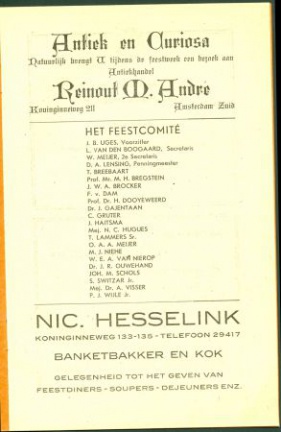 Antiek en Curiosa
Natuurlijk brengt U tijdens de feestweek een bezoek aan
Antiekhandel
Reinout M. Andre
Koninginneweg 211
Amsterdam Zuid
HET FEESTCOMITÉ
J. B. UGES, Voorzitter
L. VAN DEN BOOGAARD, Secretaris
W. MEIJER, 2e Secretaris
D. A. LENSING, Penningmeester
T. BREEBAART
Prof. Mr. M. H. BREGSTEIN
J. W. A. BROCKER
F. v. DAM
Prof. Dr. H. DOOYEWEERD
Dr. J. GAJENTAAN
C. GRUTER
J. HAITSMA
Mej. H. C. HUGUES
T. LAMMERS Sr.
O. A. A. MEIJER
M. J. NIEHE
W. E. A. VAN NIEROP
Dr. J. R. OUWEHAND
JOH. M. SCHOLS
S. SWITZAR Jr.
Mej. Dr. A. VISSER
P. J. WIJLE Jr.
NIC. HESSELINK
KONINGINNEWEG 133-135 - TELEFOON 29417
BANKETBAKKER EN KOK
GELEGENHEID TOT HET GEVEN VAN
FEESTDINERS - SOUPERS - DEJEUNERS ENZ.